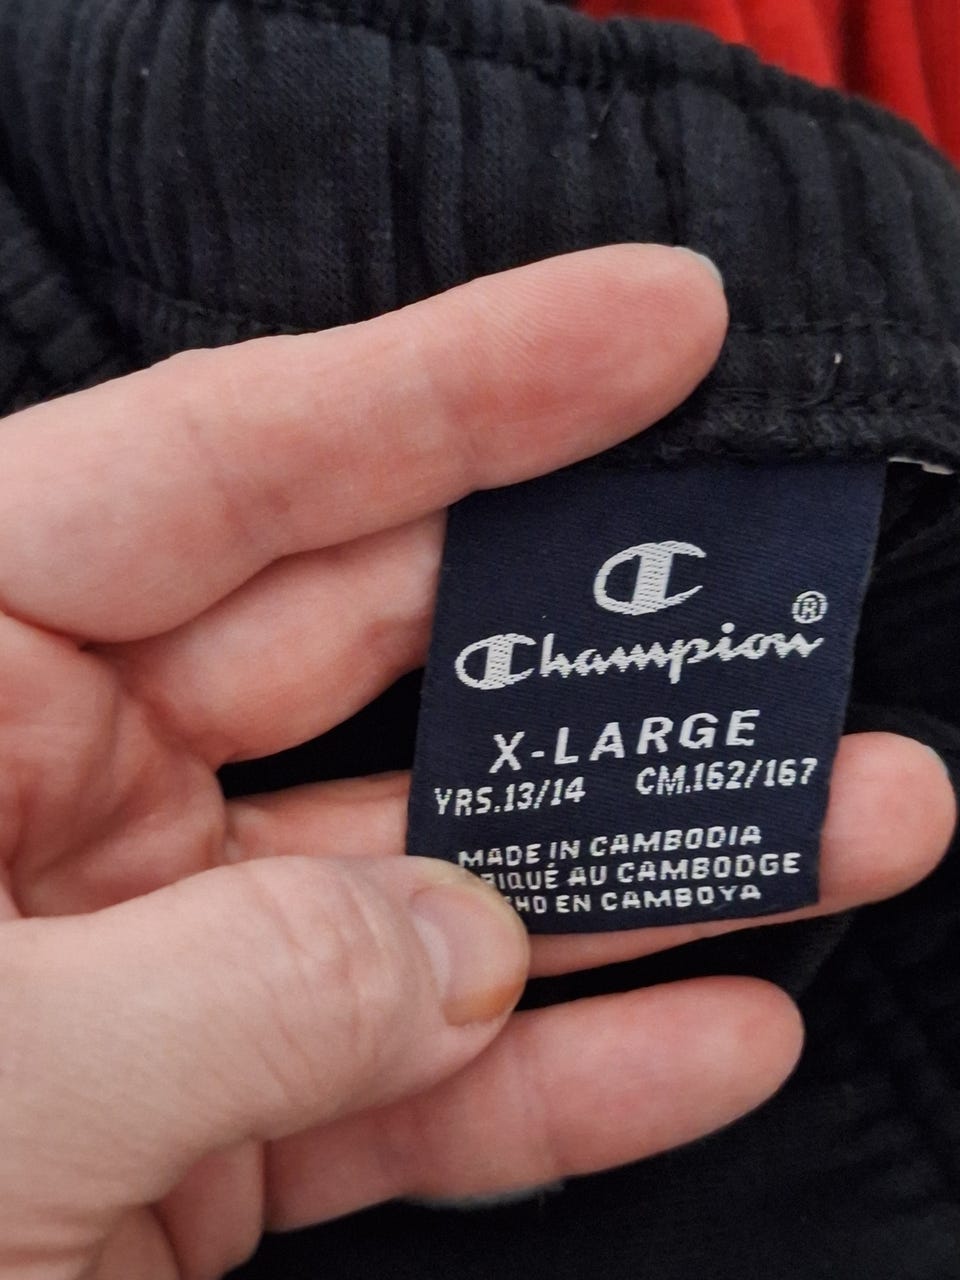 Champion®
X-LARGE
YRS.13/14 CM.162/167
MADE IN CAMBODIA
AU CAMBODGE
EN CAMBOYA